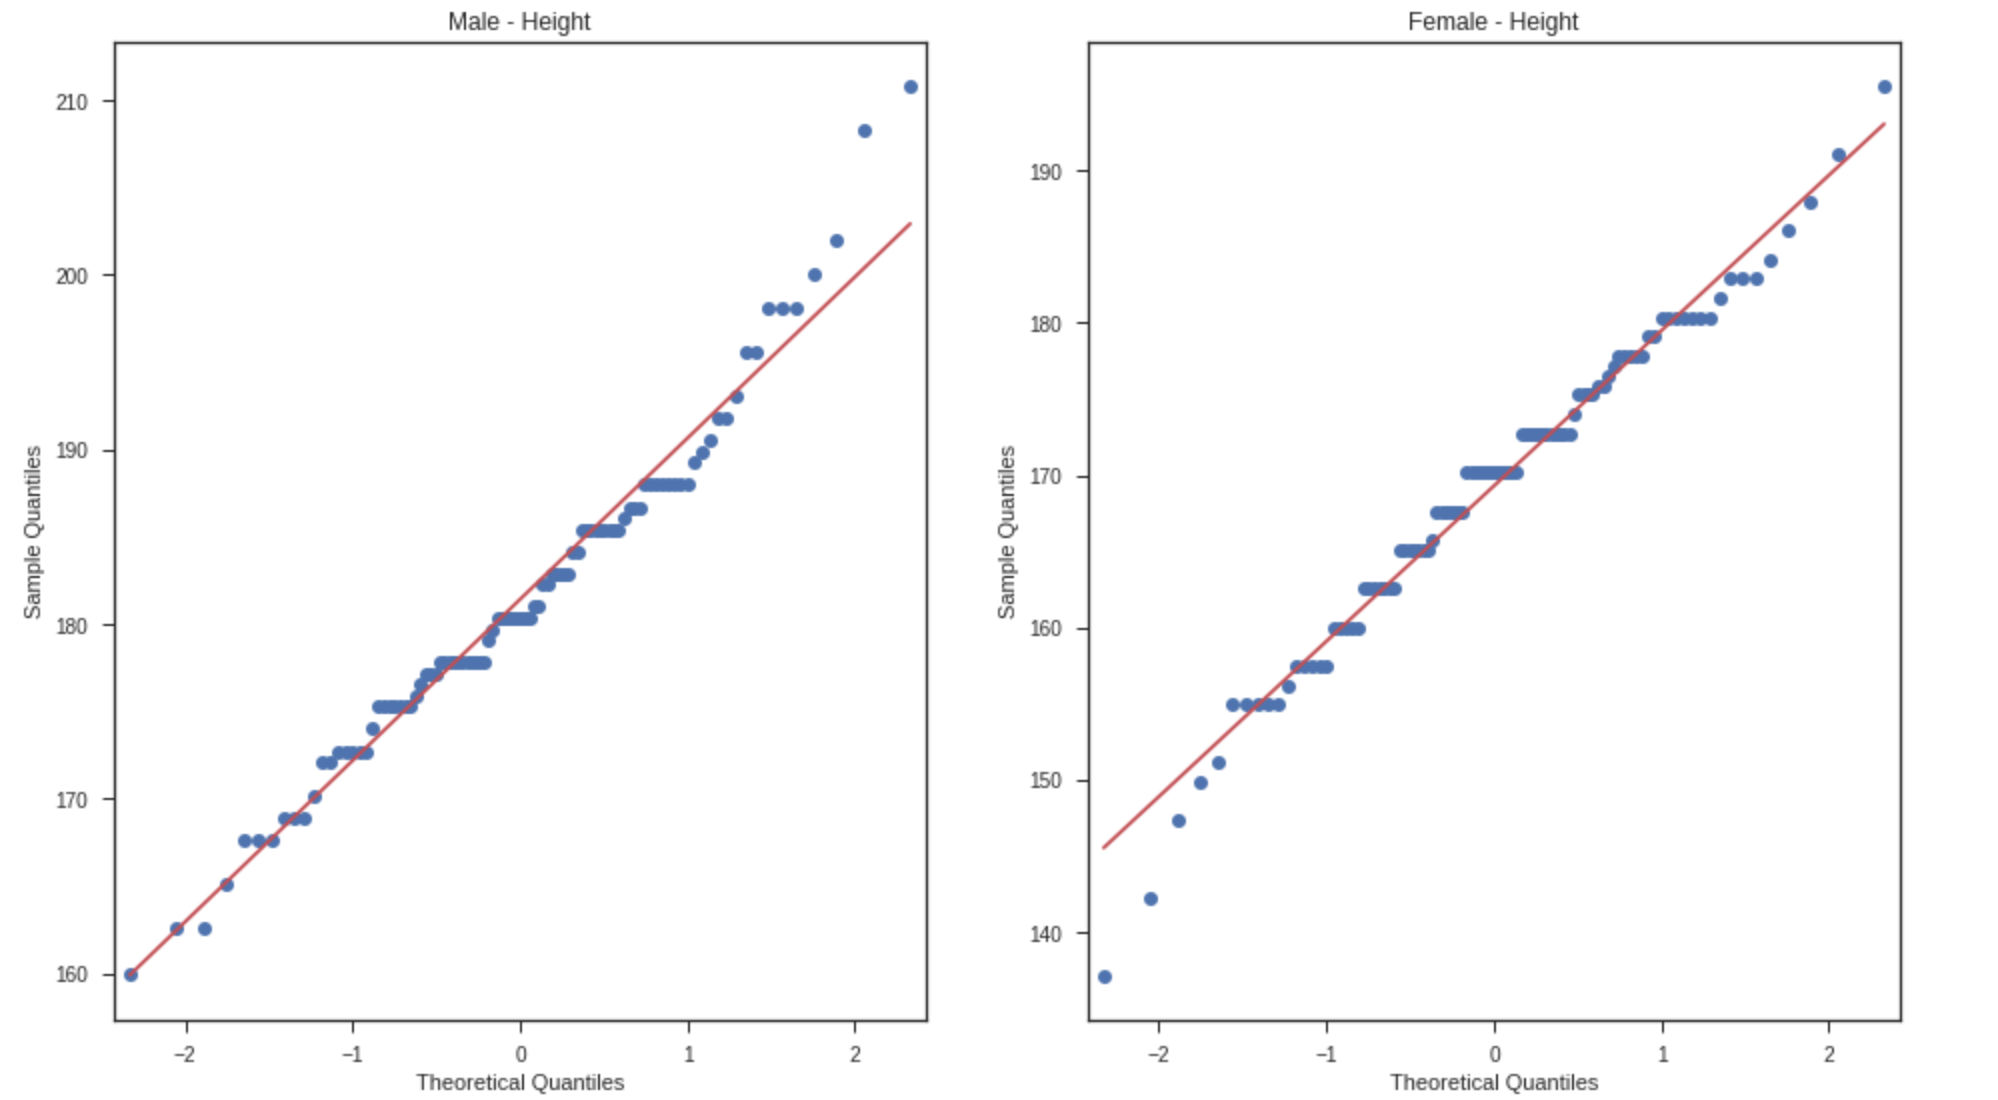 Male - Height
210
200
190
180
170
160
Sample Quantiles
−2 −1 0 1 2
Theoretical Quantiles
Female - Height
190
180
170
160
150
140
Sample Quantiles
−2 −1 0 1 2
Theoretical Quantiles